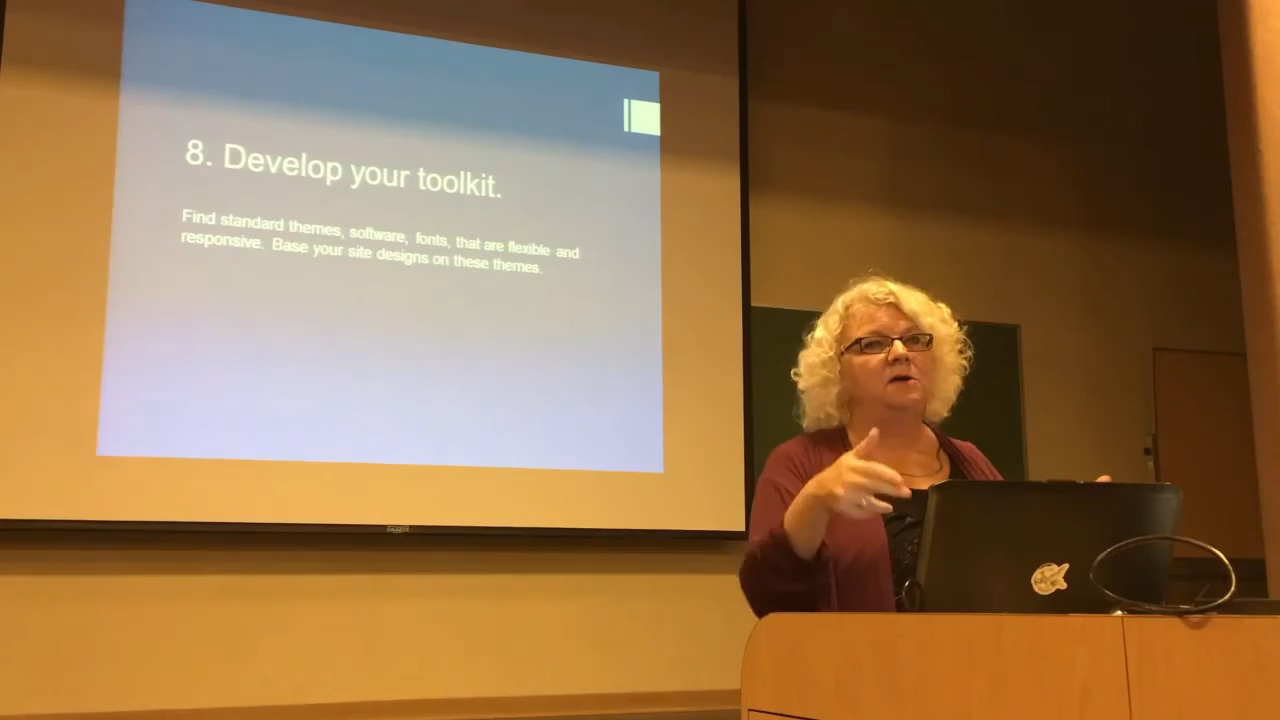 8. Develop your toolkit.
Find standard themes, software, fonts, that are flexible and
responsive. Base your site designs on these themes.